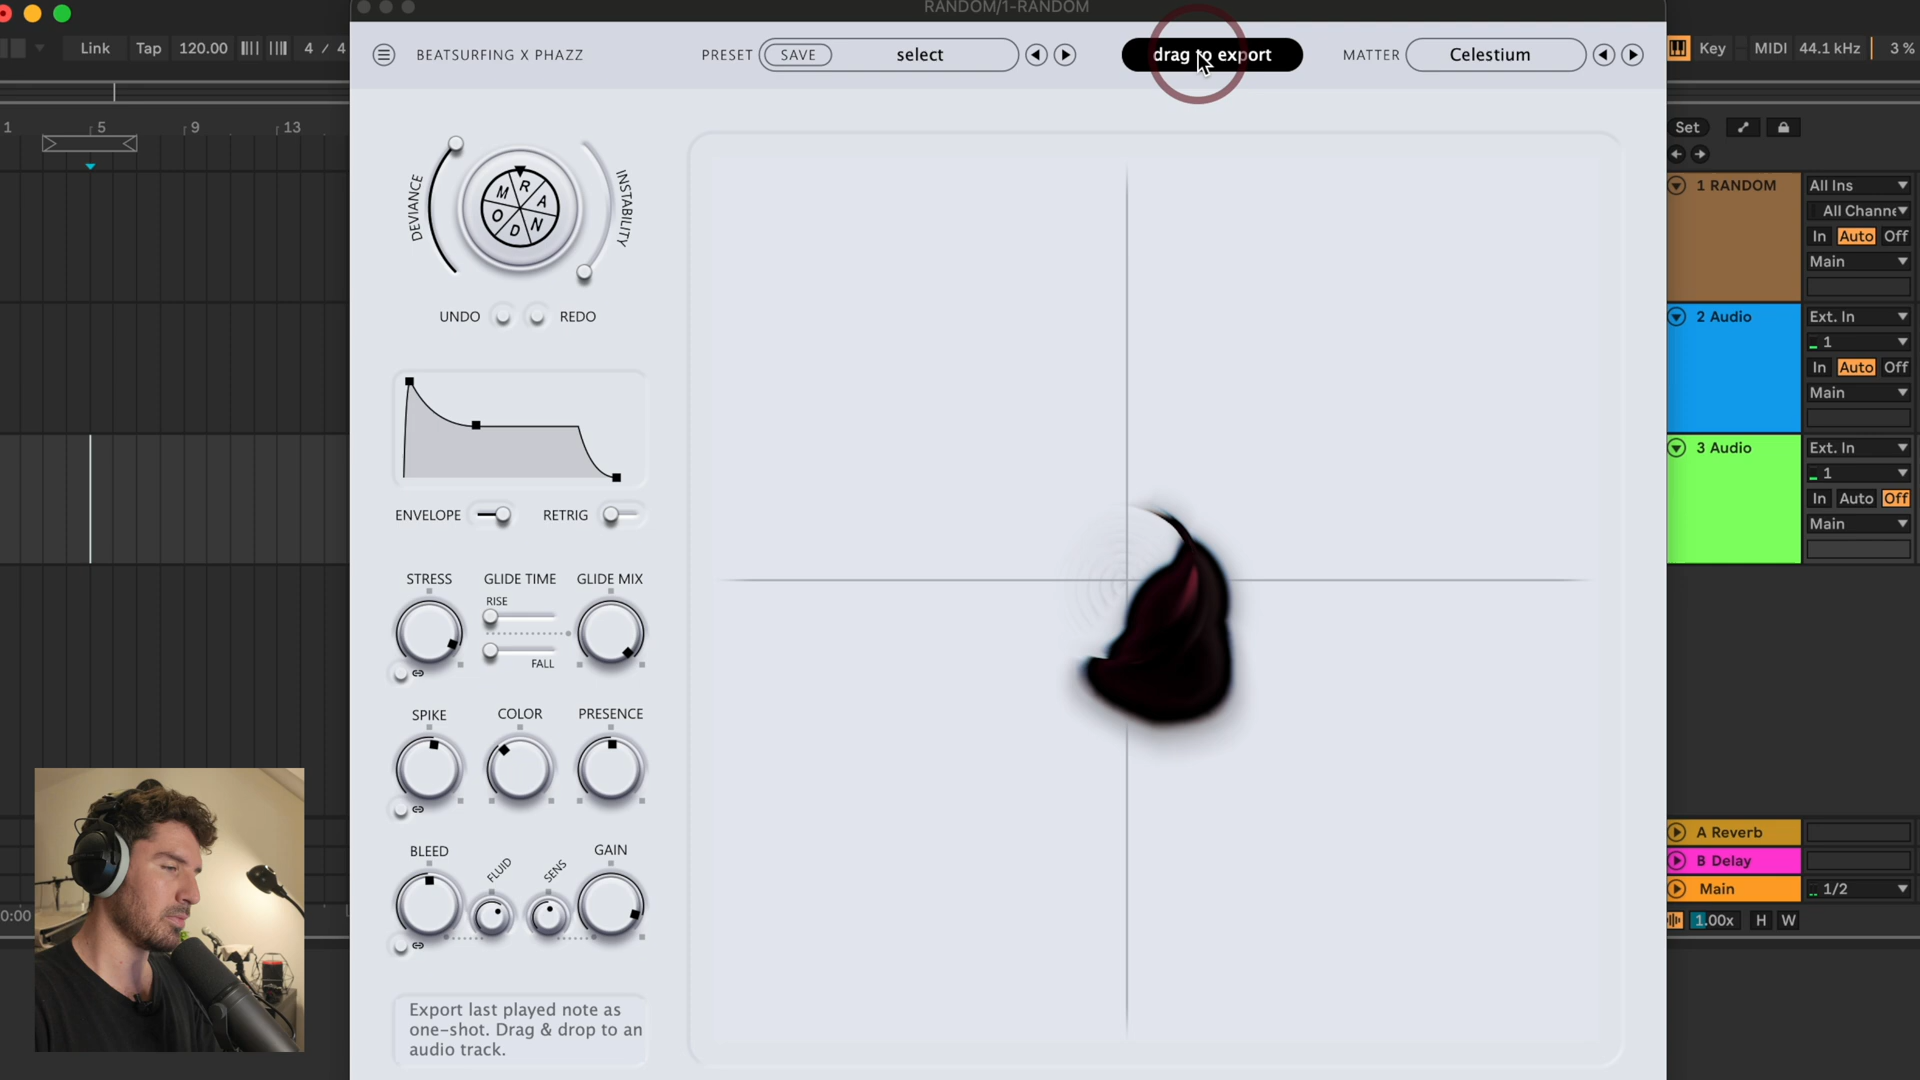 RANDOM/1-RANDOM
Link Tap 120.00 4 / 4
BEATSURFING X PHAZZ PRESET SAVE select drag to export MATTER Celestium
Key MIDI 44.1 kHz 3 %
1 5 9 13
Set
DEVIANCE
R A N D O M
INSTABILITY
UNDO REDO
ENVELOPE RETRIG
STRESS GLIDE TIME GLIDE MIX
RISE
FALL
SPIKE COLOR PRESENCE
BLEED FLUID SENS GAIN
Export last played note as
one-shot. Drag & drop to an
audio track.
1 RANDOM All Ins
All Channe
In Auto Off
Main
2 Audio Ext. In
1
In Auto Off
Main
3 Audio Ext. In
1
In Auto Off
Main
A Reverb
B Delay
Main 1/2
1.00x H W
0:00